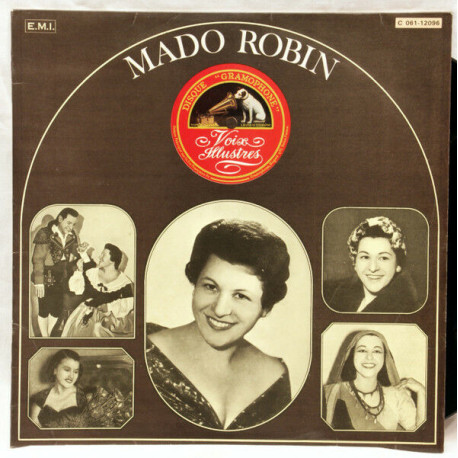 E.M.I.
C 061-12096
MADO ROBIN
DISQUE "GRAMOPHONE"
Voix
Illustres